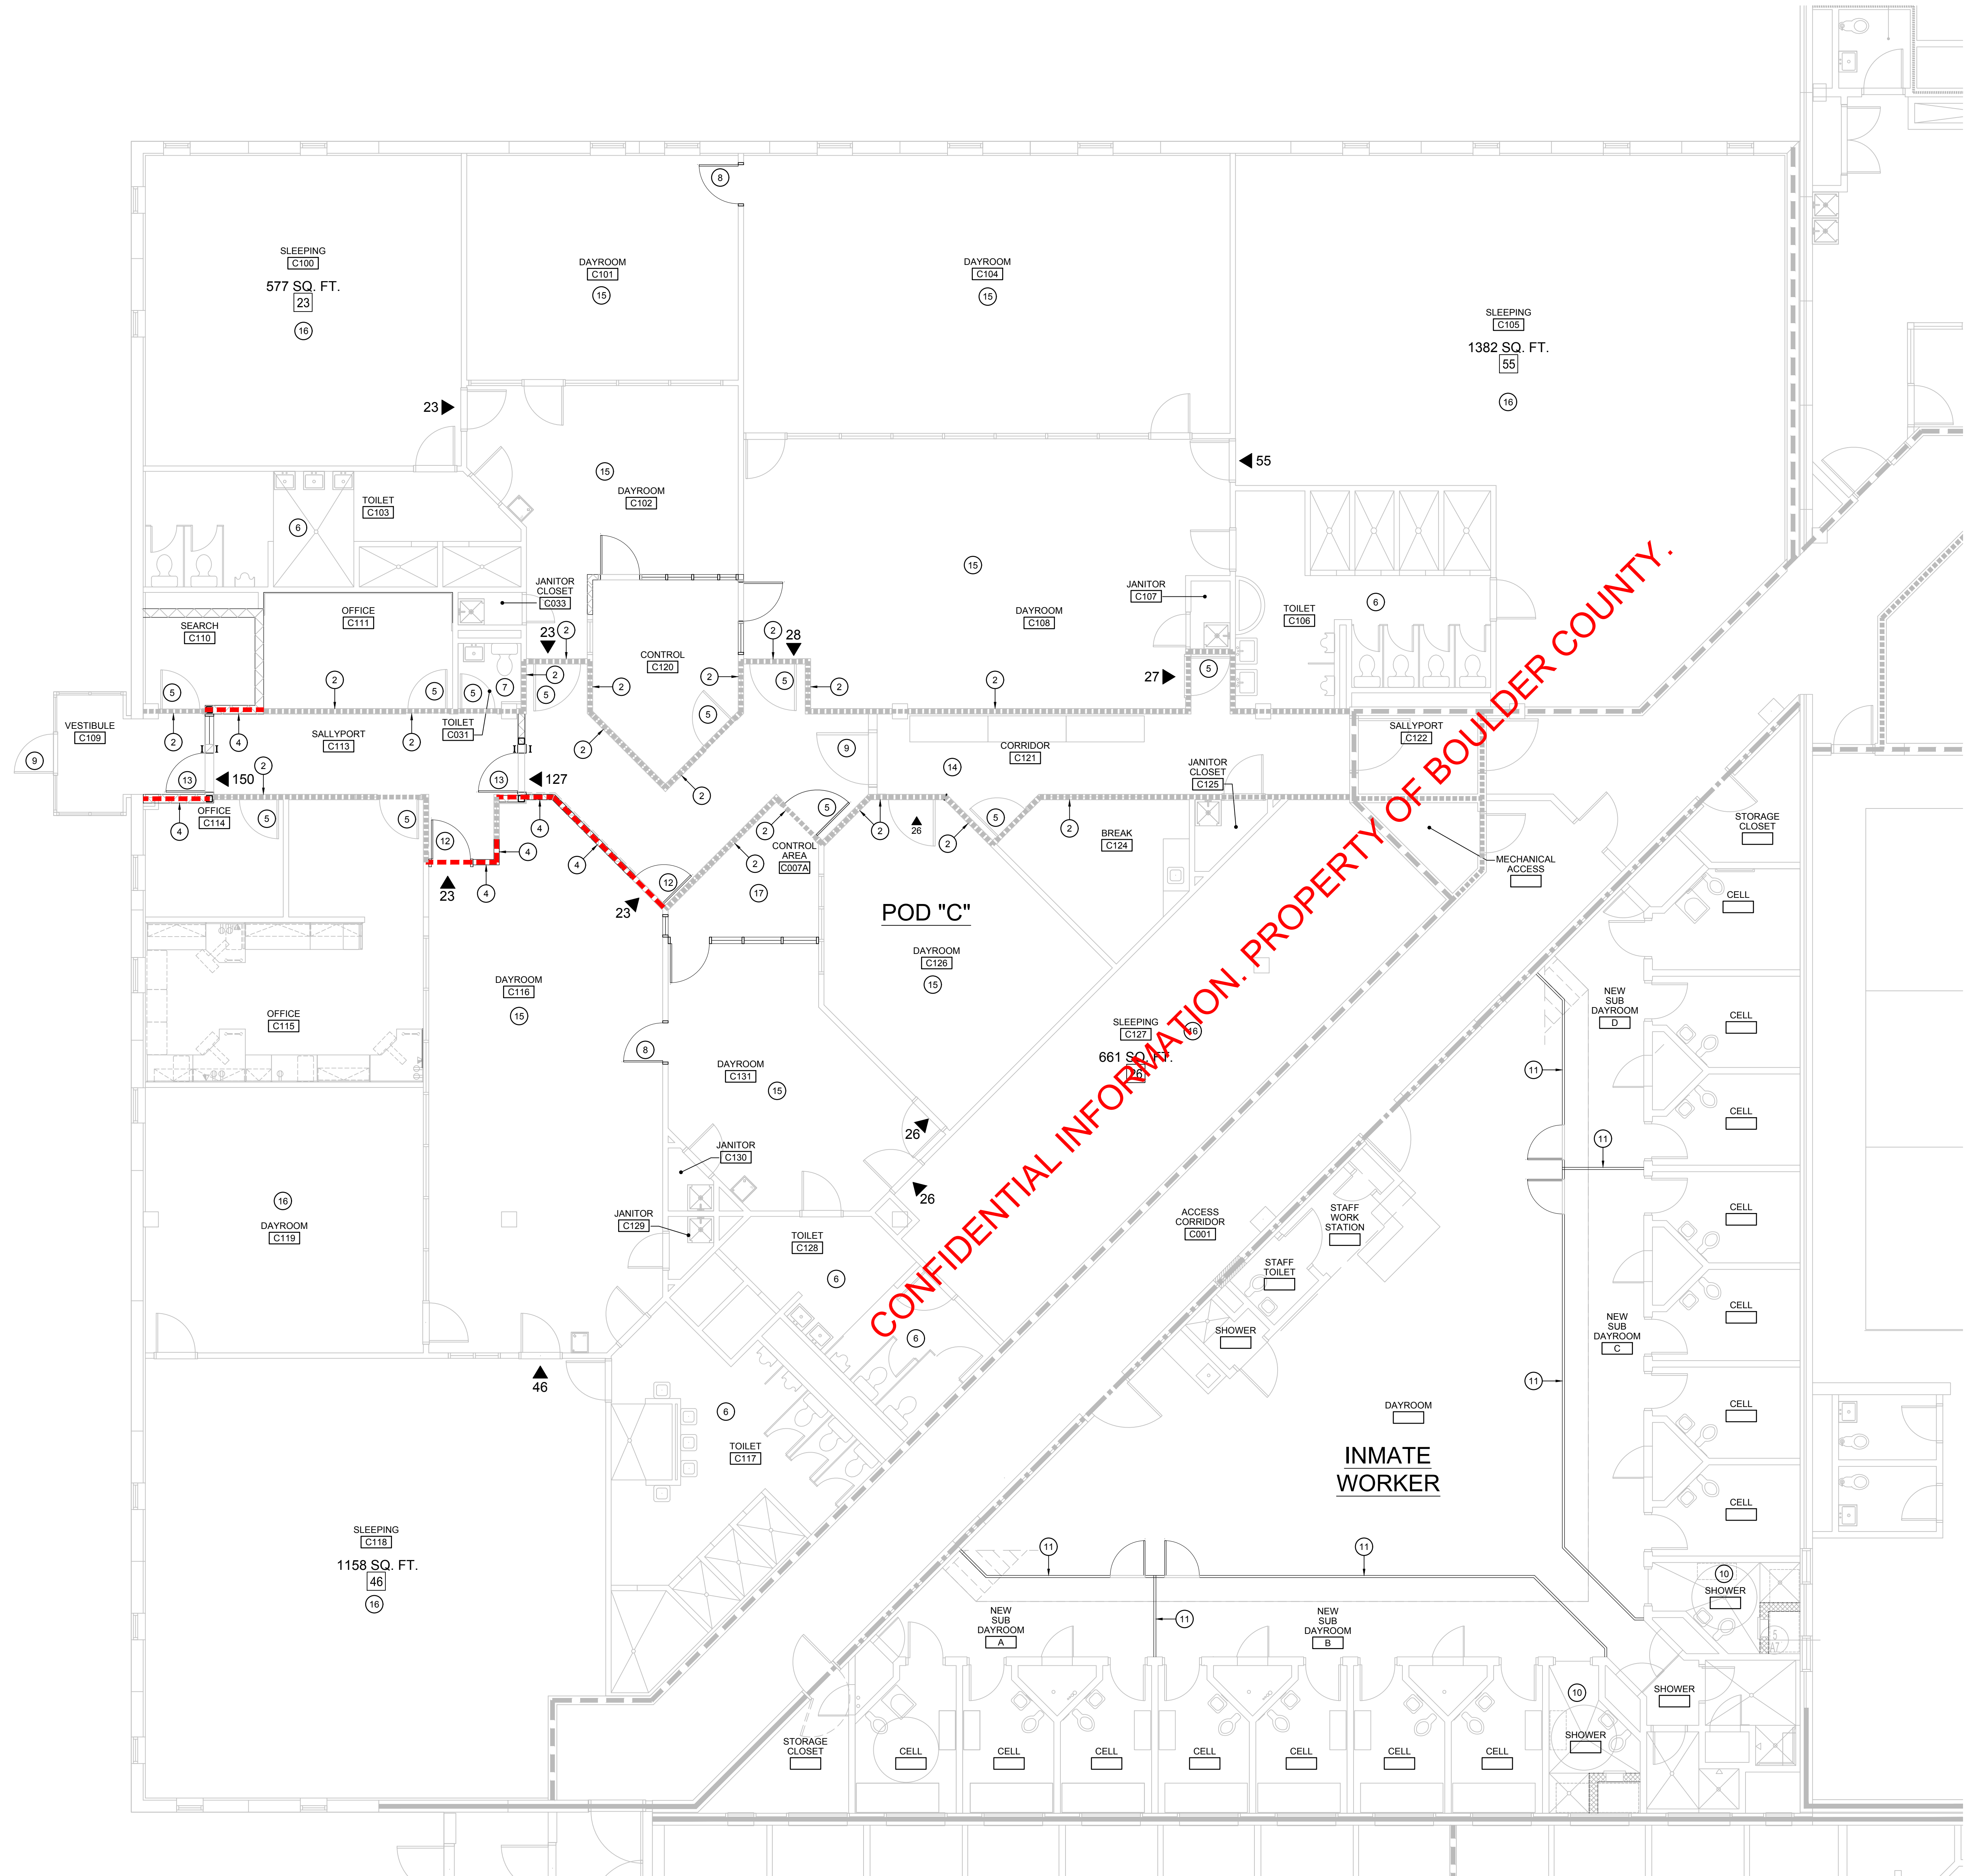 8
SLEEPING
C100
577 SQ. FT.
23
16
DAYROOM
C101
15
DAYROOM
C104
15
SLEEPING
C105
1382 SQ. FT.
55
16
23
55
15
DAYROOM
C102
TOILET
C103
6
15
DAYROOM
C108
JANITOR
CLOSET
C033
JANITOR
C107
TOILET
C106
6
SEARCH
C110
OFFICE
C111
CONTROL
C120
23
2
2
28
2
2
2
2
2
27
5
5
5
5
5
7
5
5
5
2
2
2
VESTIBULE
C109
9
2
4
SALLYPORT
C113
2
TOILET
C031
2
2
9
14
CORRIDOR
C121
SALLYPORT
C122
13
150
2
13
127
JANITOR
CLOSET
C125
4
OFFICE
C114
5
5
12
4
4
4
4
23
12
23
2
2
5
2
CONTROL
AREA
C007A
17
2
26
2
5
2
BREAK
C124
MECHANICAL
ACCESS
STORAGE
CLOSET
CELL
POD "C"
DAYROOM
C126
15
DAYROOM
C116
15
OFFICE
C115
8
DAYROOM
C131
15
SLEEPING
C127
16
661 SQ. FT.
26
NEW
SUB
DAYROOM
D
CELL
11
CELL
11
26
26
JANITOR
C130
JANITOR
C129
16
DAYROOM
C119
TOILET
C128
6
6
ACCESS
CORRIDOR
C001
STAFF
WORK
STATION
STAFF
TOILET
SHOWER
CELL
CELL
NEW
SUB
DAYROOM
C
11
CELL
CELL
46
6
TOILET
C117
DAYROOM
INMATE
WORKER
SLEEPING
C118
1158 SQ. FT.
46
16
11
11
10
SHOWER
NEW
SUB
DAYROOM
A
11
NEW
SUB
DAYROOM
B
10
SHOWER
SHOWER
STORAGE
CLOSET
CELL
CELL
CELL
CELL
CELL
CELL
CELL
CONFIDENTIAL INFORMATION. PROPERTY OF BOULDER COUNTY.